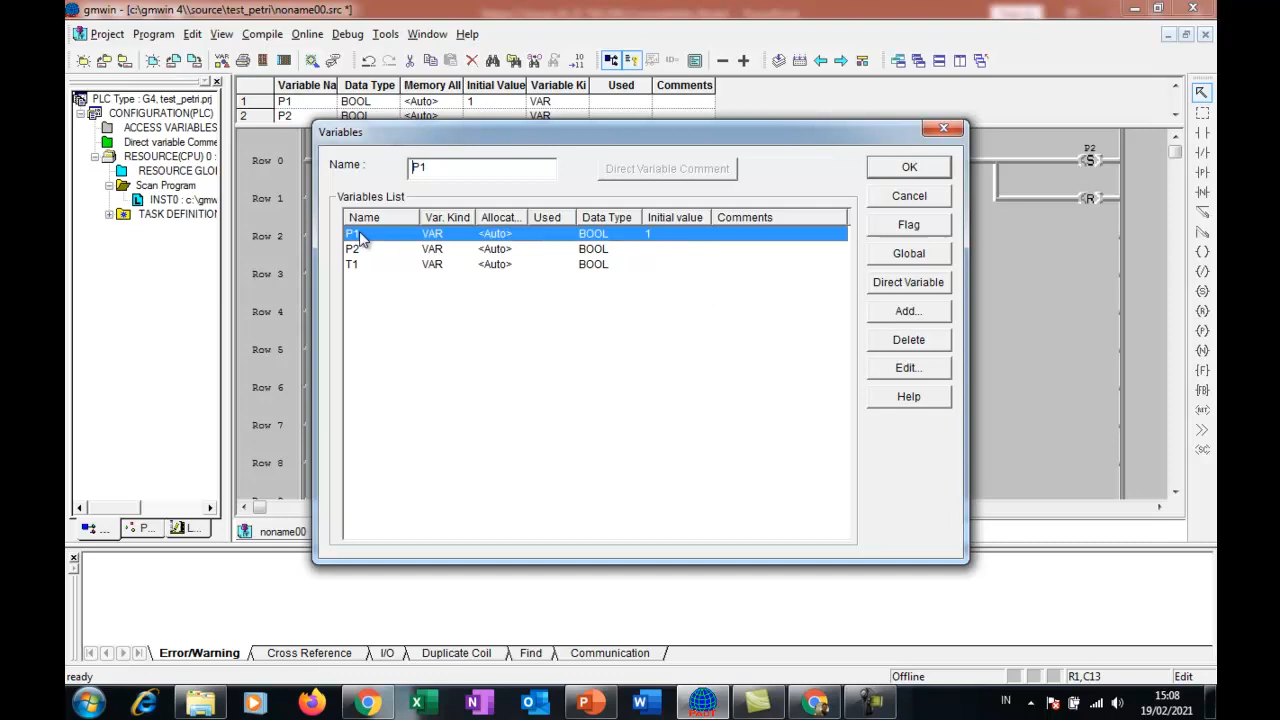 gmwin - [c:\gmwin 4\\source\test_petri\noname00.src *]
Project Program Edit View Compile Online Debug Tools Window Help
Variable Na Data Type Memory All Initial Value Variable Ki Used Comments
1 P1 BOOL <Auto> 1 VAR
2 P2 BOOL <Auto> VAR
PLC Type : G4, test_petri.prj
CONFIGURATION(PLC)
ACCESS VARIABLES
Direct variable Comme
RESOURCE(CPU) 0 :
RESOURCE GLOI
Scan Program
INST0 : c:\gmw
TASK DEFINITION
P... L...
Row 0
Row 1
Row 2
Row 3
Row 4
Row 5
Row 6
Row 7
Row 8
noname00
P2
(S)
(R)
Variables
Name : P1 Direct Variable Comment
Variables List
Name Var. Kind Allocat... Used Data Type Initial value Comments
P1 VAR <Auto> BOOL 1
P2 VAR <Auto> BOOL
T1 VAR <Auto> BOOL
OK
Cancel
Flag
Global
Direct Variable
Add...
Delete
Edit...
Help
Error/Warning Cross Reference I/O Duplicate Coil Find Communication
ready Offline R1,C13 Edit
IN 15:08
19/02/2021